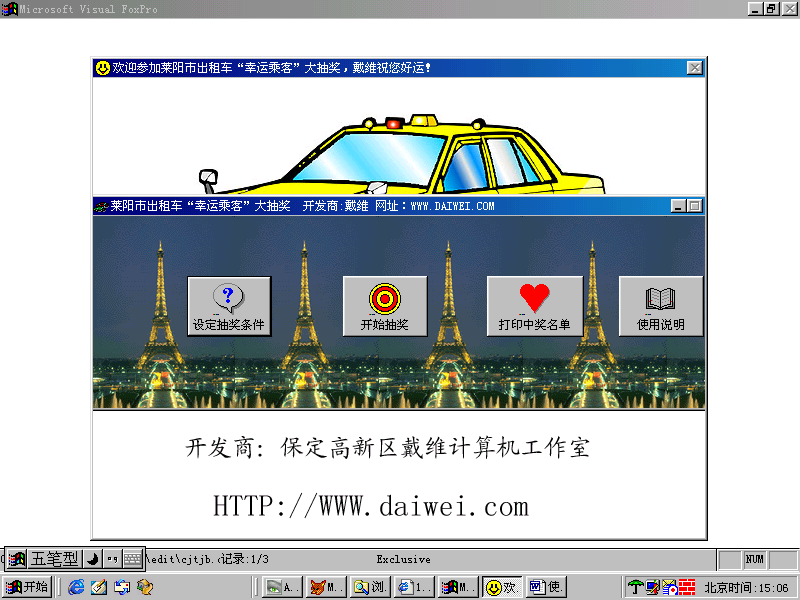 Microsoft Visual FoxPro
欢迎参加莱阳市出租车“幸运乘客”大抽奖，戴维祝您好运！
莱阳市出租车“幸运乘客”大抽奖 开发商:戴维 网址：WWW.DAIWEI.COM
设定抽奖条件 开始抽奖 打印中奖名单 使用说明
开发商：保定高新区戴维计算机工作室
HTTP://WWW.daiwei.com
五笔型 \edit\cjtjb. 记录:1/3 Exclusive NUM
开始 A.. M.. 浏. 1.. M.. 欢. 使. 北京时间:15:06